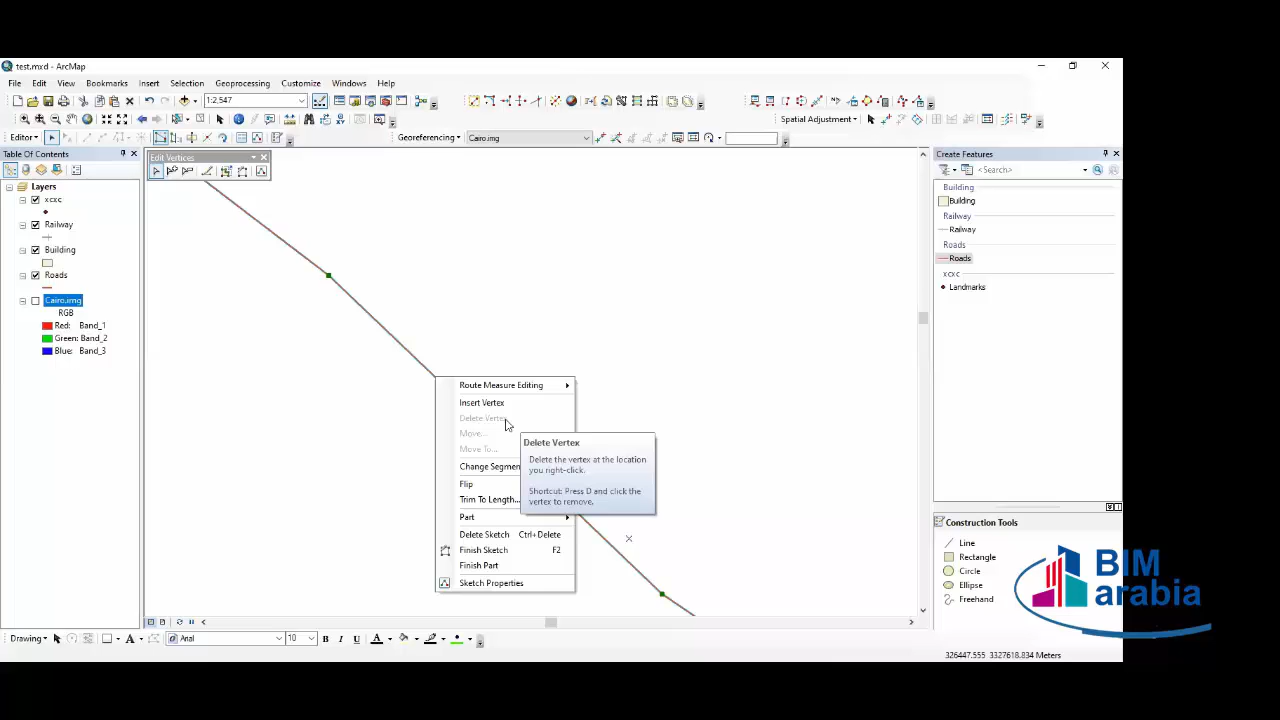 test.mxd - ArcMap
File Edit View Bookmarks Insert Selection Geoprocessing Customize Windows Help
1:2,547
Spatial Adjustment
Editor
Georeferencing
Cairo.img
Table Of Contents
Edit Vertices
Create Features
<Search>
Layers
xcxc
Railway
Building
Roads
Cairo.img
RGB
Red: Band_1
Green: Band_2
Blue: Band_3
Building
Building
Railway
Railway
Roads
Roads
xcxc
Landmarks
Route Measure Editing
Insert Vertex
Delete Vertex
Move...
Move To...
Change Segmen
Flip
Trim To Length...
Part
Delete Sketch Ctrl+Delete
Finish Sketch F2
Finish Part
Sketch Properties
Delete Vertex
Delete the vertex at the location
you right-click.
Shortcut: Press D and click the
vertex to remove.
Construction Tools
Line
Rectangle
Circle
Ellipse
Freehand
BIM
arabia
Drawing
Arial
10
B I U A
A
326447.555 3327618.834 Meters